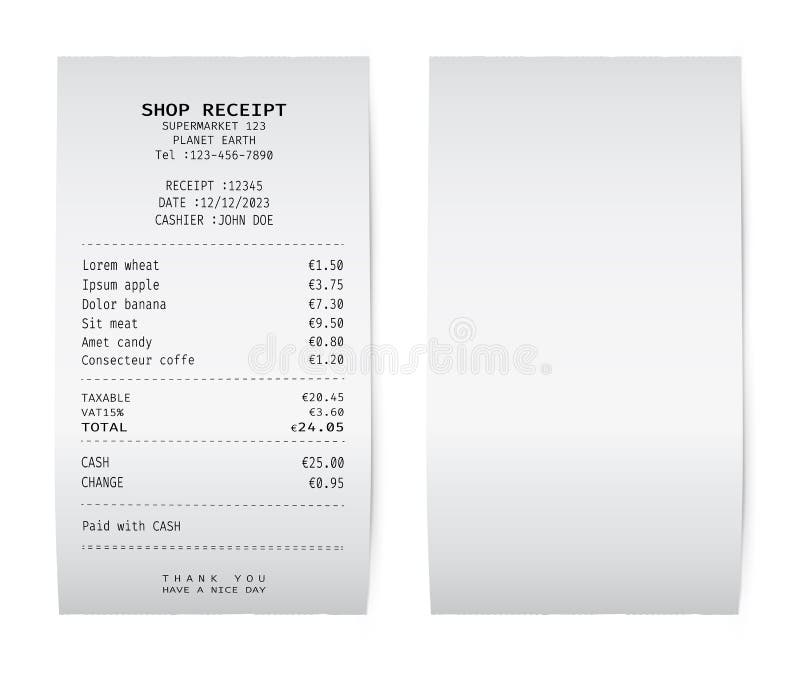 SHOP RECEIPT
SUPERMARKET 123
PLANET EARTH
Tel :123-456-7890
RECEIPT :12345
DATE :12/12/2023
CASHIER :JOHN DOE
Lorem wheat €1.50
Ipsum apple €3.75
Dolor banana €7.30
Sit meat €9.50
Amet candy €0.80
Consecteur coffe €1.20
TAXABLE €20.45
VAT15% €3.60
TOTAL €24.05
CASH €25.00
CHANGE €0.95
Paid with CASH
THANK YOU
HAVE A NICE DAY
dreamstime